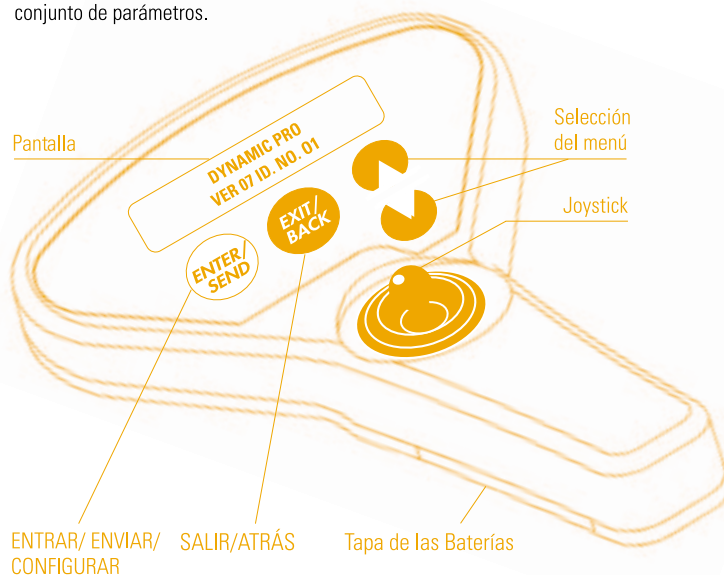 conjunto de parámetros.
Pantalla
DYNAMIC PRO
VER 07 ID. NO. 01
Selección
del menú
EXIT/
BACK
Joystick
ENTER/
SEND
ENTRAR/ ENVIAR/
CONFIGURAR
SALIR/ATRÁS
Tapa de las Baterías